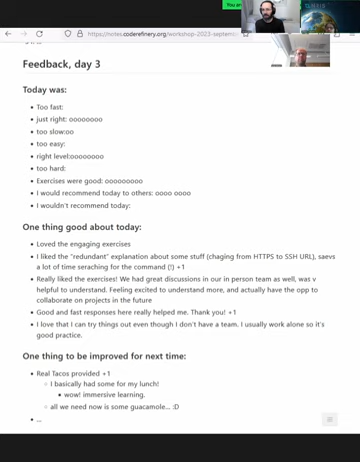 You ar
https://notes.coderefinery.org/workshop-2023-septemb
Feedback, day 3
Today was:
• Too fast:
• just right: oooooooo
• too slow:oo
• too easy:
• right level:oooooooo
• too hard:
• Exercises were good: ooooooooo
• I would recommend today to others: oooo oooo
• I wouldn't recommend today:
One thing good about today:
• Loved the engaging exercises
• I liked the "redundant" explanation about some stuff (chaging from HTTPS to SSH URL), saevs
a lot of time seraching for the command (!) +1
• Really liked the exercises! We had great discussions in our in person team as well, was v
helpful to understand. Feeling excited to understand more, and actually have the opp to
collaborate on projects in the future
• Good and fast responses here really helped me. Thank you! +1
• I love that I can try things out even though I don't have a team. I usually work alone so it's
good practice.
One thing to be improved for next time:
• Real Tacos provided +1
○ I basically had some for my lunch!
▪ wow! immersive learning.
○ all we need now is some guacamole... :D
• ...